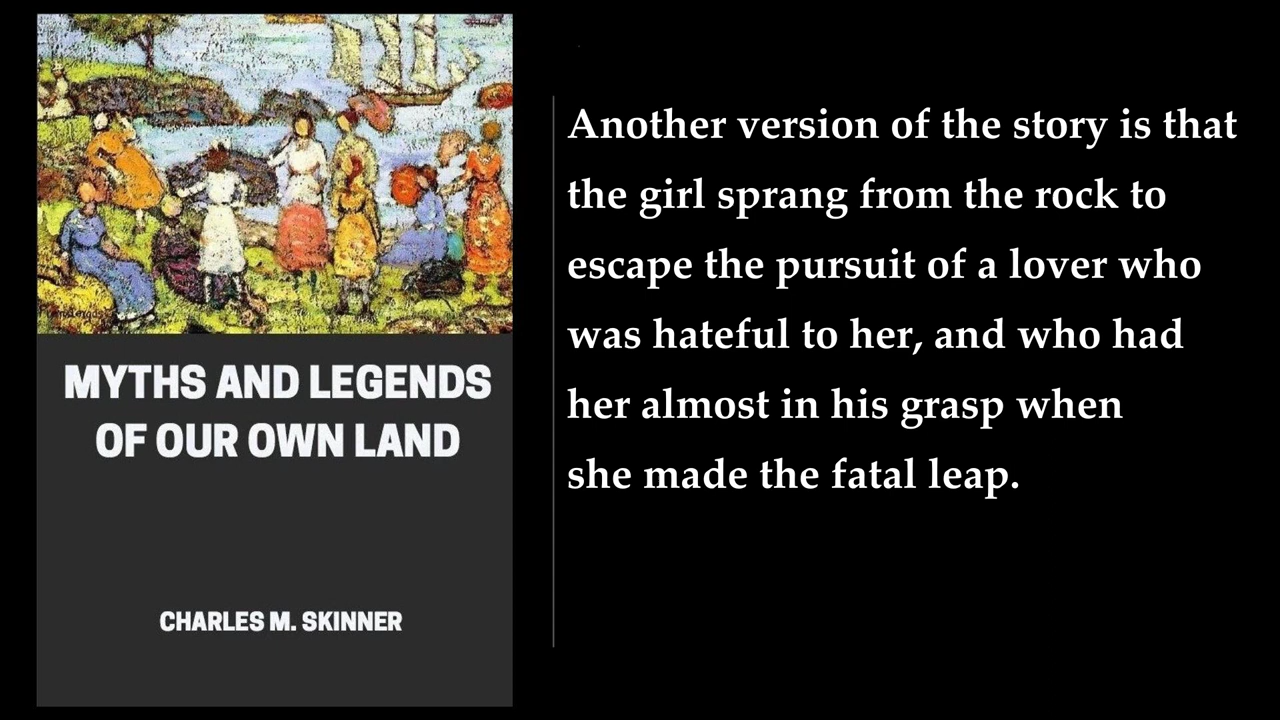 MYTHS AND LEGENDS
OF OUR OWN LAND
CHARLES M. SKINNER
Another version of the story is that
the girl sprang from the rock to
escape the pursuit of a lover who
was hateful to her, and who had
her almost in his grasp when
she made the fatal leap.